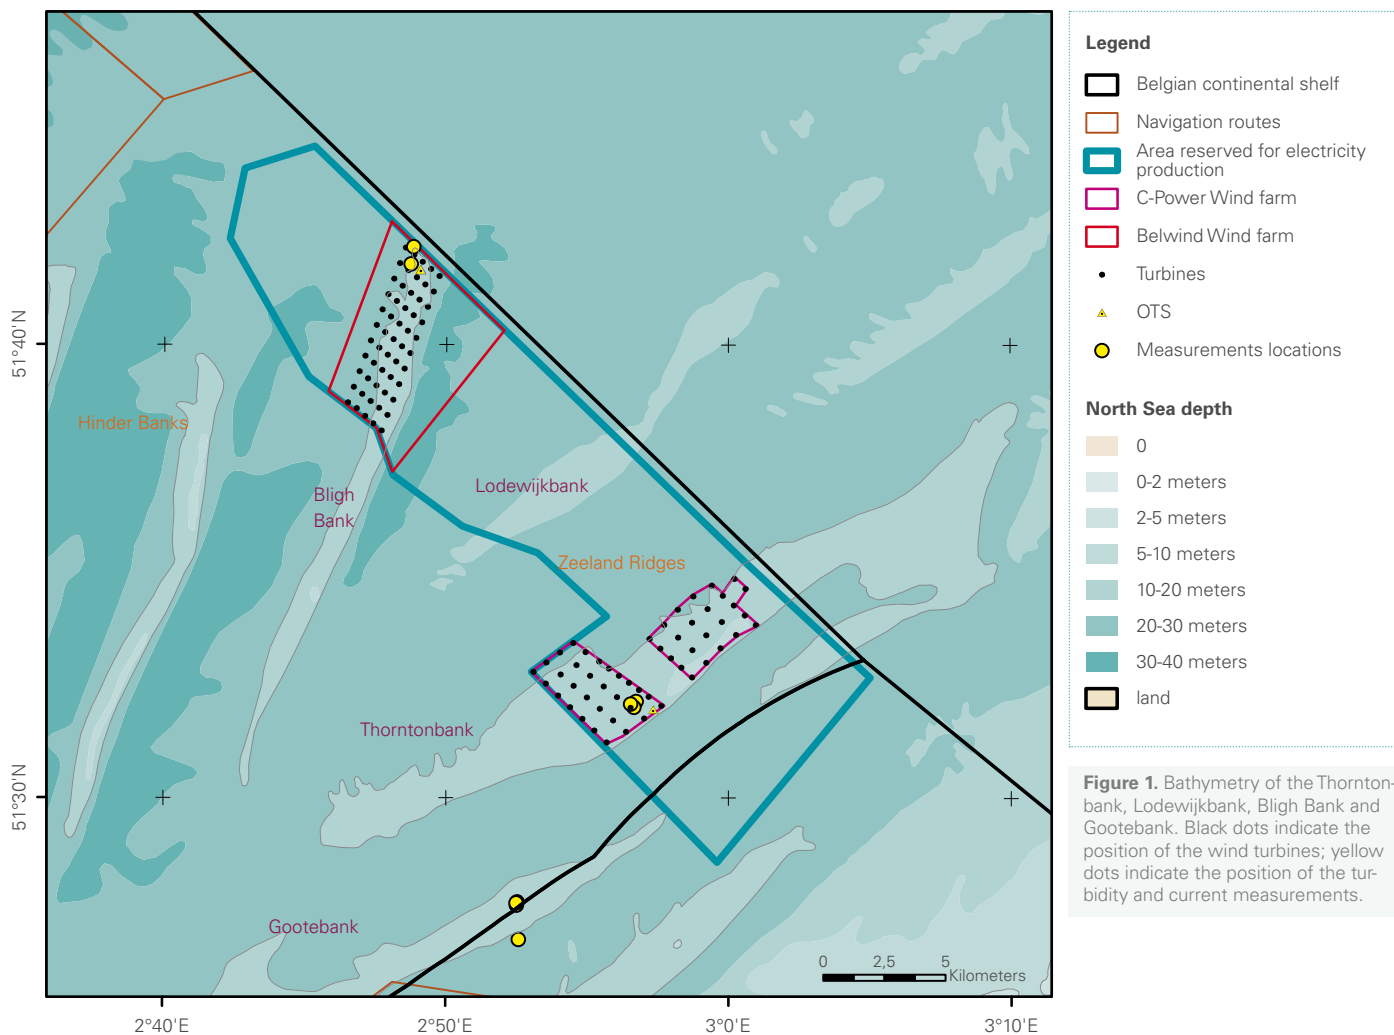 51°40'N
51°30'N
2°40'E
2°50'E
3°0'E
3°10'E
Hinder Banks
Bligh
Bank
Lodewijkbank
Zeeland Ridges
Thorntonbank
Gootebank
0 2,5 5
Kilometers
Legend
Belgian continental shelf
Navigation routes
Area reserved for electricity
production
C-Power Wind farm
Belwind Wind farm
Turbines
OTS
Measurements locations
North Sea depth
0
0-2 meters
2-5 meters
5-10 meters
10-20 meters
20-30 meters
30-40 meters
land
Figure 1. Bathymetry of the Thornton-
bank, Lodewijkbank, Bligh Bank and
Gootebank. Black dots indicate the
position of the wind turbines; yellow
dots indicate the position of the tur-
bidity and current measurements.